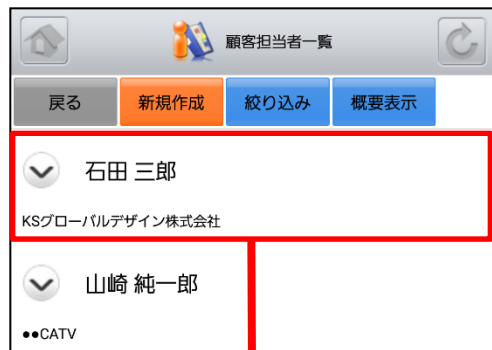 顧客担当者一覧
戻る 新規作成 絞り込み 概要表示
石田 三郎
KSグローバルデザイン株式会社
山崎 純一郎
●●CATV